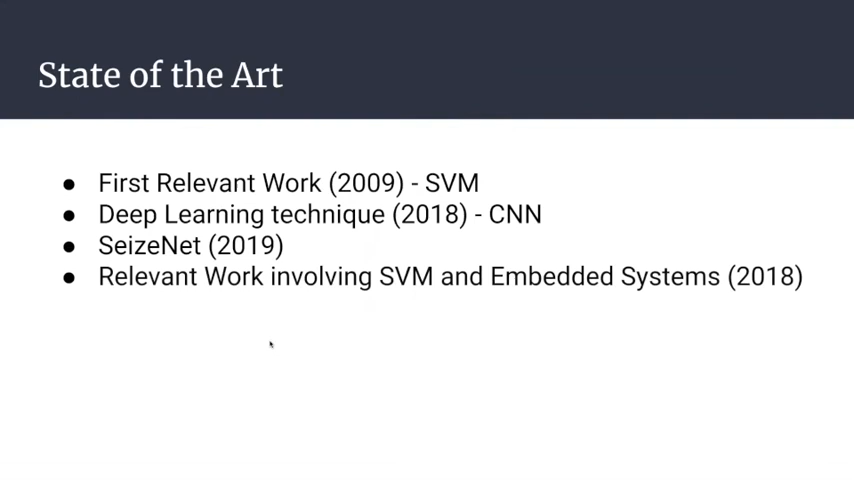 State of the Art
● First Relevant Work (2009) - SVM
● Deep Learning technique (2018) - CNN
● SeizeNet (2019)
● Relevant Work involving SVM and Embedded Systems (2018)